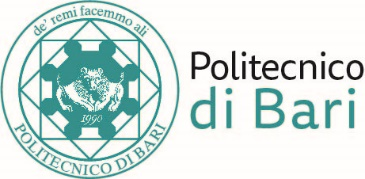 de' remi facemmo ali
1990
POLITECNICO DI BARI
Politecnico
di Bari